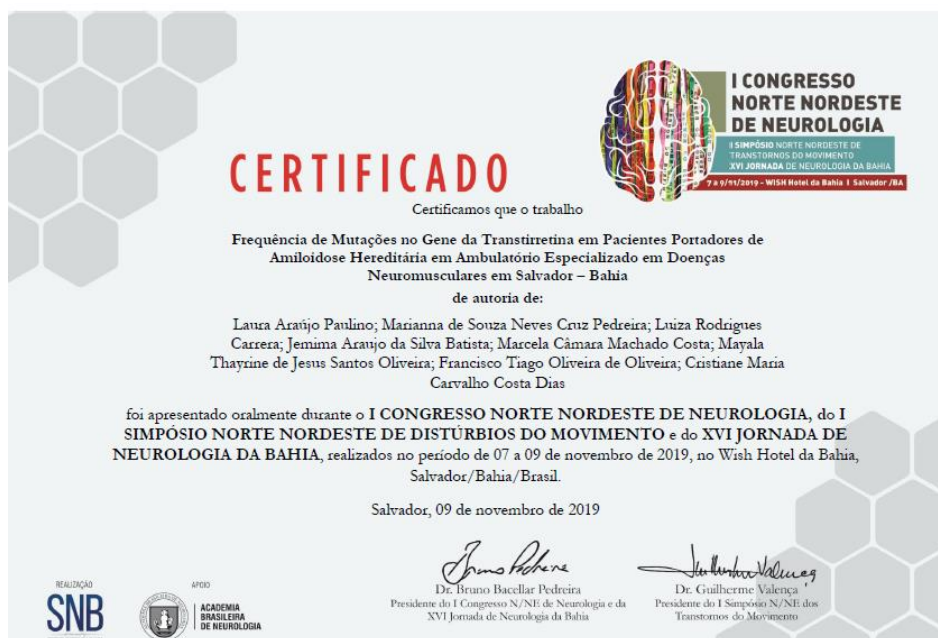 I CONGRESSO
NORTE NORDESTE
DE NEUROLOGIA
I SIMPÓSIO NORTE NORDESTE DE
TRANSTORNOS DO MOVIMENTO
XVI JORNADA DE NEUROLOGIA DA BAHIA
7 a 9/11/2019 - WISH Hotel da Bahia I Salvador /BA
CERTIFICADO
Certificamos que o trabalho
Frequência de Mutações no Gene da Transtirretina em Pacientes Portadores de
Amiloidose Hereditária em Ambulatório Especializado em Doenças
Neuromusculares em Salvador – Bahia
de autoria de:
Laura Araújo Paulino; Marianna de Souza Neves Cruz Pedreira; Luiza Rodrigues
Carrera; Jemima Araujo da Silva Batista; Marcela Câmara Machado Costa; Mayala
Thayrine de Jesus Santos Oliveira; Francisco Tiago Oliveira de Oliveira; Cristiane Maria
Carvalho Costa Dias
foi apresentado oralmente durante o I CONGRESSO NORTE NORDESTE DE NEUROLOGIA, do I
SIMPÓSIO NORTE NORDESTE DE DISTÚRBIOS DO MOVIMENTO e do XVI JORNADA DE
NEUROLOGIA DA BAHIA, realizados no período de 07 a 09 de novembro de 2019, no Wish Hotel da Bahia,
Salvador/Bahia/Brasil.
Salvador, 09 de novembro de 2019
Dr. Bruno Bacellar Pedreira
Presidente do I Congresso N/NE de Neurologia e da
XVI Jornada de Neurologia da Bahia
Dr. Guilherme Valença
Presidente do I Simpósio N/NE dos
Transtornos do Movimento
REALIZAÇÃO
SNB
APOIO
ACADEMIA
BRASILEIRA
DE NEUROLOGIA